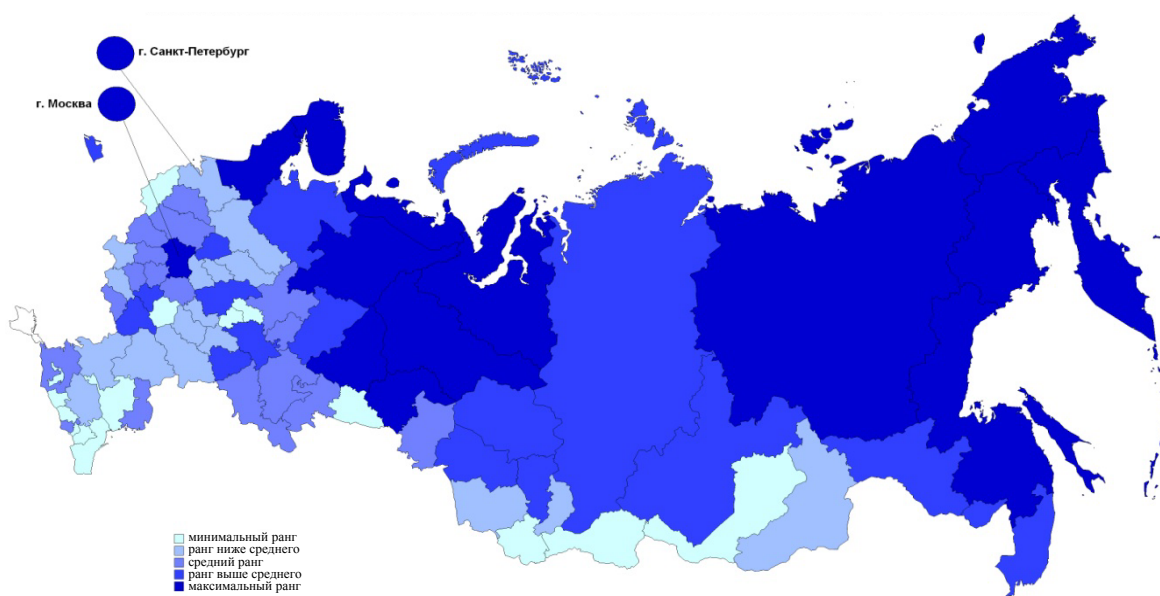 г. Санкт-Петербург
г. Москва
минимальный ранг
ранг ниже среднего
средний ранг
ранг выше среднего
максимальный ранг